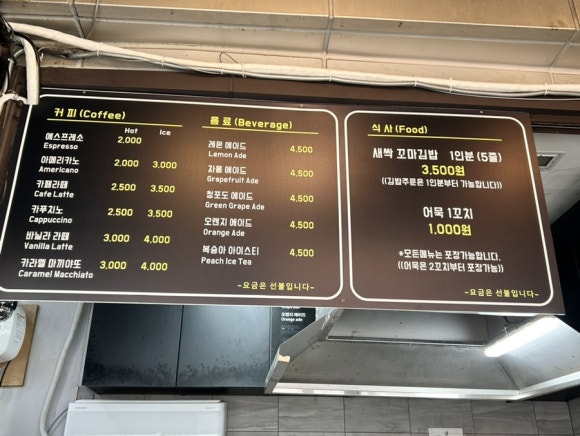 커 피 (Coffee)
Hot Ice
에스프레소 2,000
Espresso
아메리카노 2,000 3,000
Americano
카페라떼 2,500 3,500
Cafe Latte
카푸치노 2,500 3,500
Cappuccino
바닐라 라떼 3,000 4,000
Vanilla Latte
카라멜 마끼야또 3,000 4,000
Caramel Macchiato
음 료 (Beverage)
레몬 에이드 4,500
Lemon Ade
자몽 에이드 4,500
Grapefruit Ade
청포도 에이드 4,500
Green Grape Ade
오렌지 에이드 4,500
Orange Ade
복숭아 아이스티 4,500
Peach Ice Tea
-요금은 선불입니다-
식 사 (Food)
새싹 꼬마김밥 1인분 (5줄)
3,500원
((김밥주문은 1인분부터 가능합니다))
어묵 1꼬치
1,000원
*모든메뉴는 포장가능합니다.
((어묵은 2꼬치부터 포장가능))
-요금은 선불입니다-
오렌지 에이드
Orange ade